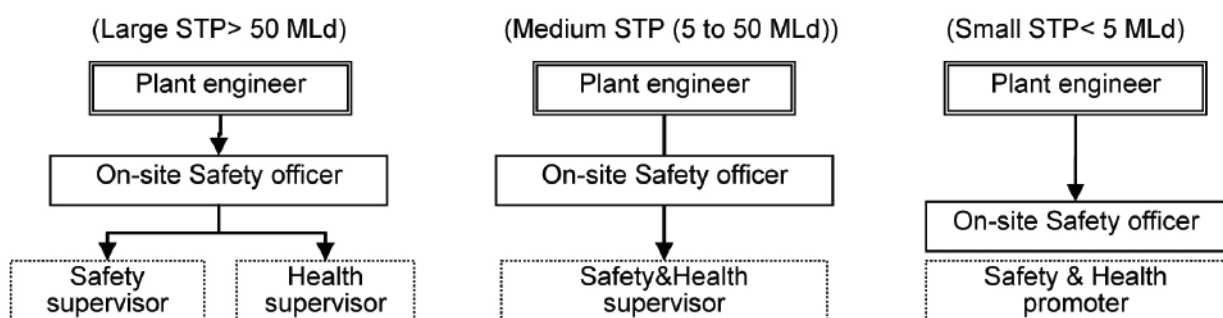 (Large STP> 50 MLd)
Plant engineer
On-site Safety officer
Safety
supervisor
Health
supervisor
(Medium STP (5 to 50 MLd))
Plant engineer
On-site Safety officer
Safety&Health
supervisor
(Small STP< 5 MLd)
Plant engineer
On-site Safety officer
Safety & Health
promoter